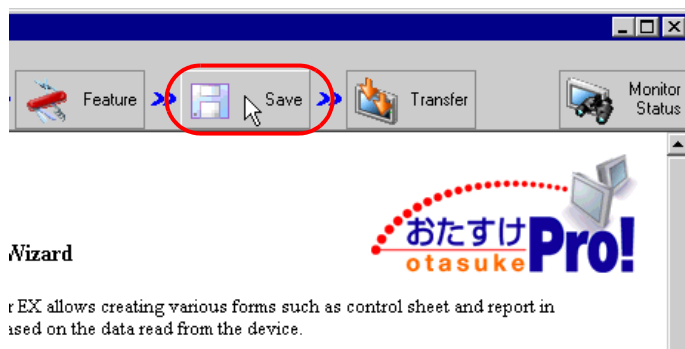 Feature
Save
Transfer
Monitor
Status
おたすけPro!
otasuke
Wizard
r EX allows creating various forms such as control sheet and report in
ased on the data read from the device.